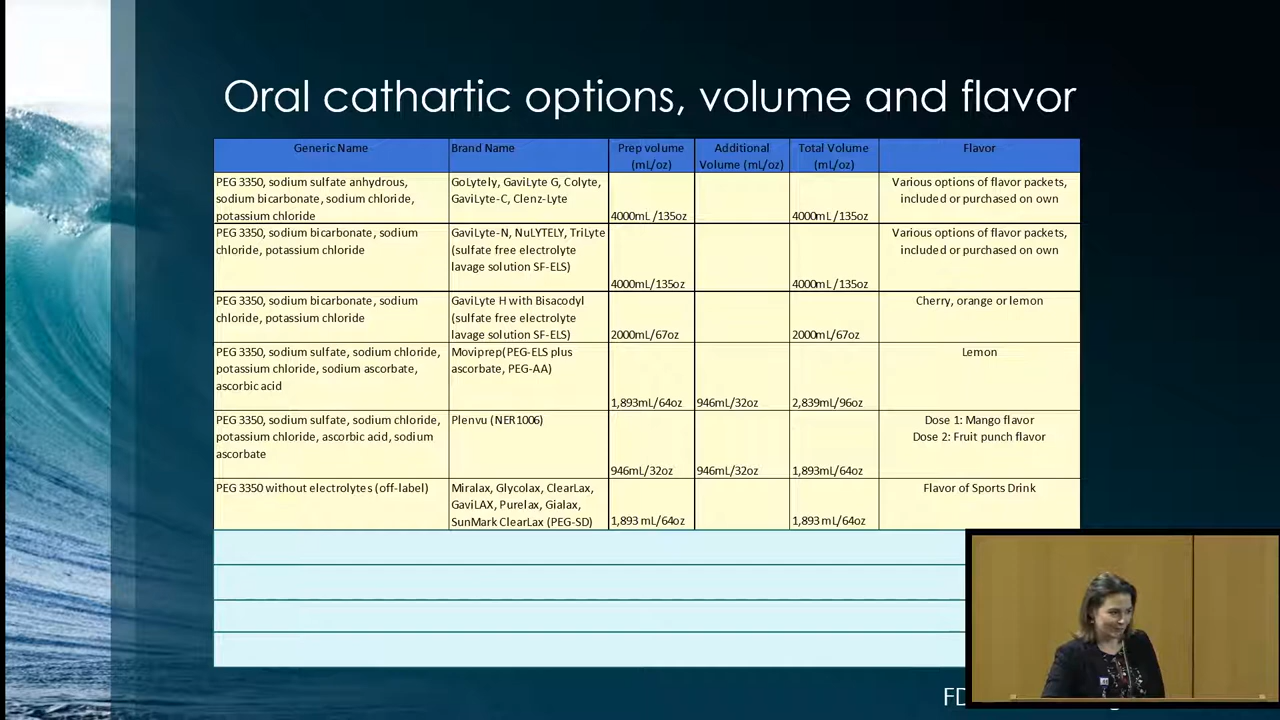 Oral cathartic options, volume and flavor
Generic Name Brand Name Prep volume (mL/oz) Additional Volume (mL/oz) Total Volume (mL/oz) Flavor
PEG 3350, sodium sulfate anhydrous,
sodium bicarbonate, sodium chloride,
potassium chloride
GoLytely, GaviLyte G, Colyte,
GaviLyte-C, Clenz-Lyte
4000mL/135oz
4000mL/135oz
Various options of flavor packets,
included or purchased on own
PEG 3350, sodium bicarbonate, sodium
chloride, potassium chloride
GaviLyte-N, NuLYTELY, TriLyte
(sulfate free electrolyte
lavage solution SF-ELS)
4000mL/135oz
4000mL/135oz
Various options of flavor packets,
included or purchased on own
PEG 3350, sodium bicarbonate, sodium
chloride, potassium chloride
GaviLyte H with Bisacodyl
(sulfate free electrolyte
lavage solution SF-ELS)
2000mL/67oz
2000mL/67oz
Cherry, orange or lemon
PEG 3350, sodium sulfate, sodium chloride,
potassium chloride, sodium ascorbate,
ascorbic acid
Moviprep(PEG-ELS plus
ascorbate, PEG-AA)
1,893mL/64oz
946mL/32oz
2,839mL/96oz
Lemon
PEG 3350, sodium sulfate, sodium chloride,
potassium chloride, ascorbic acid, sodium
ascorbate
Plenvu (NER1006)
946mL/32oz
946mL/32oz
1,893mL/64oz
Dose 1: Mango flavor
Dose 2: Fruit punch flavor
PEG 3350 without electrolytes (off-label)
Miralax, Glycolax, ClearLax,
GaviLAX, Purelax, Gialax,
SunMark ClearLax (PEG-SD)
1,893 mL/64oz
1,893 mL/64oz
Flavor of Sports Drink